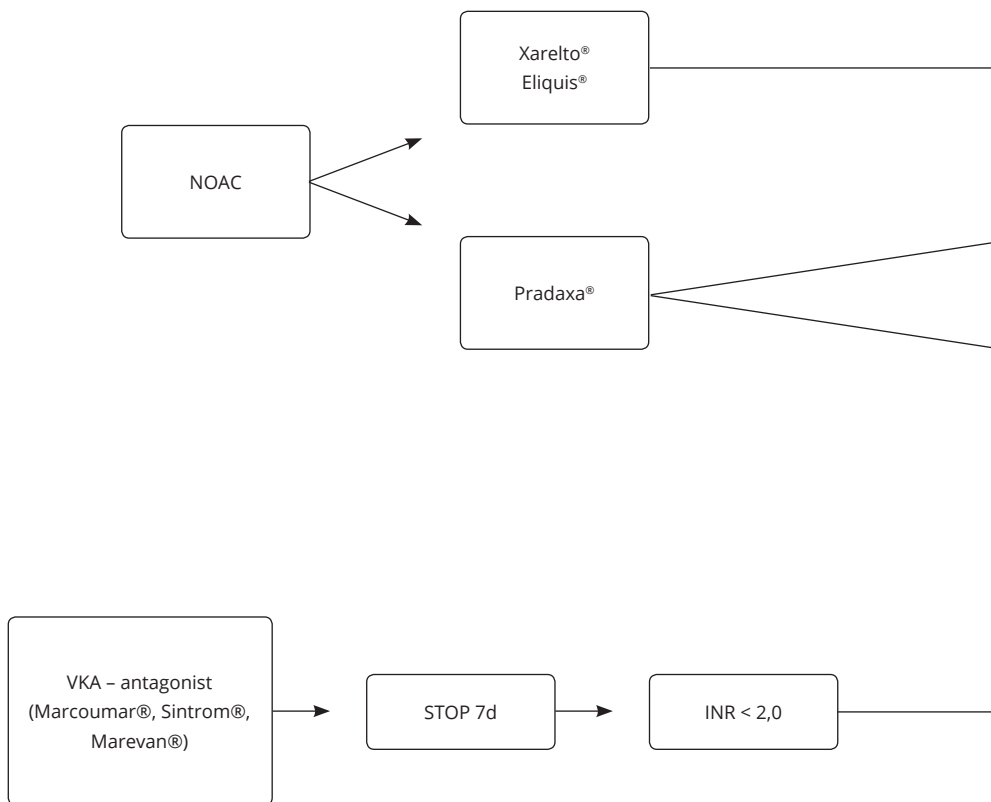 Xarelto®
Eliquis®
NOAC
Pradaxa®
VKA – antagonist
(Marcoumar®, Sintrom®,
Marevan®)
STOP 7d
INR < 2,0